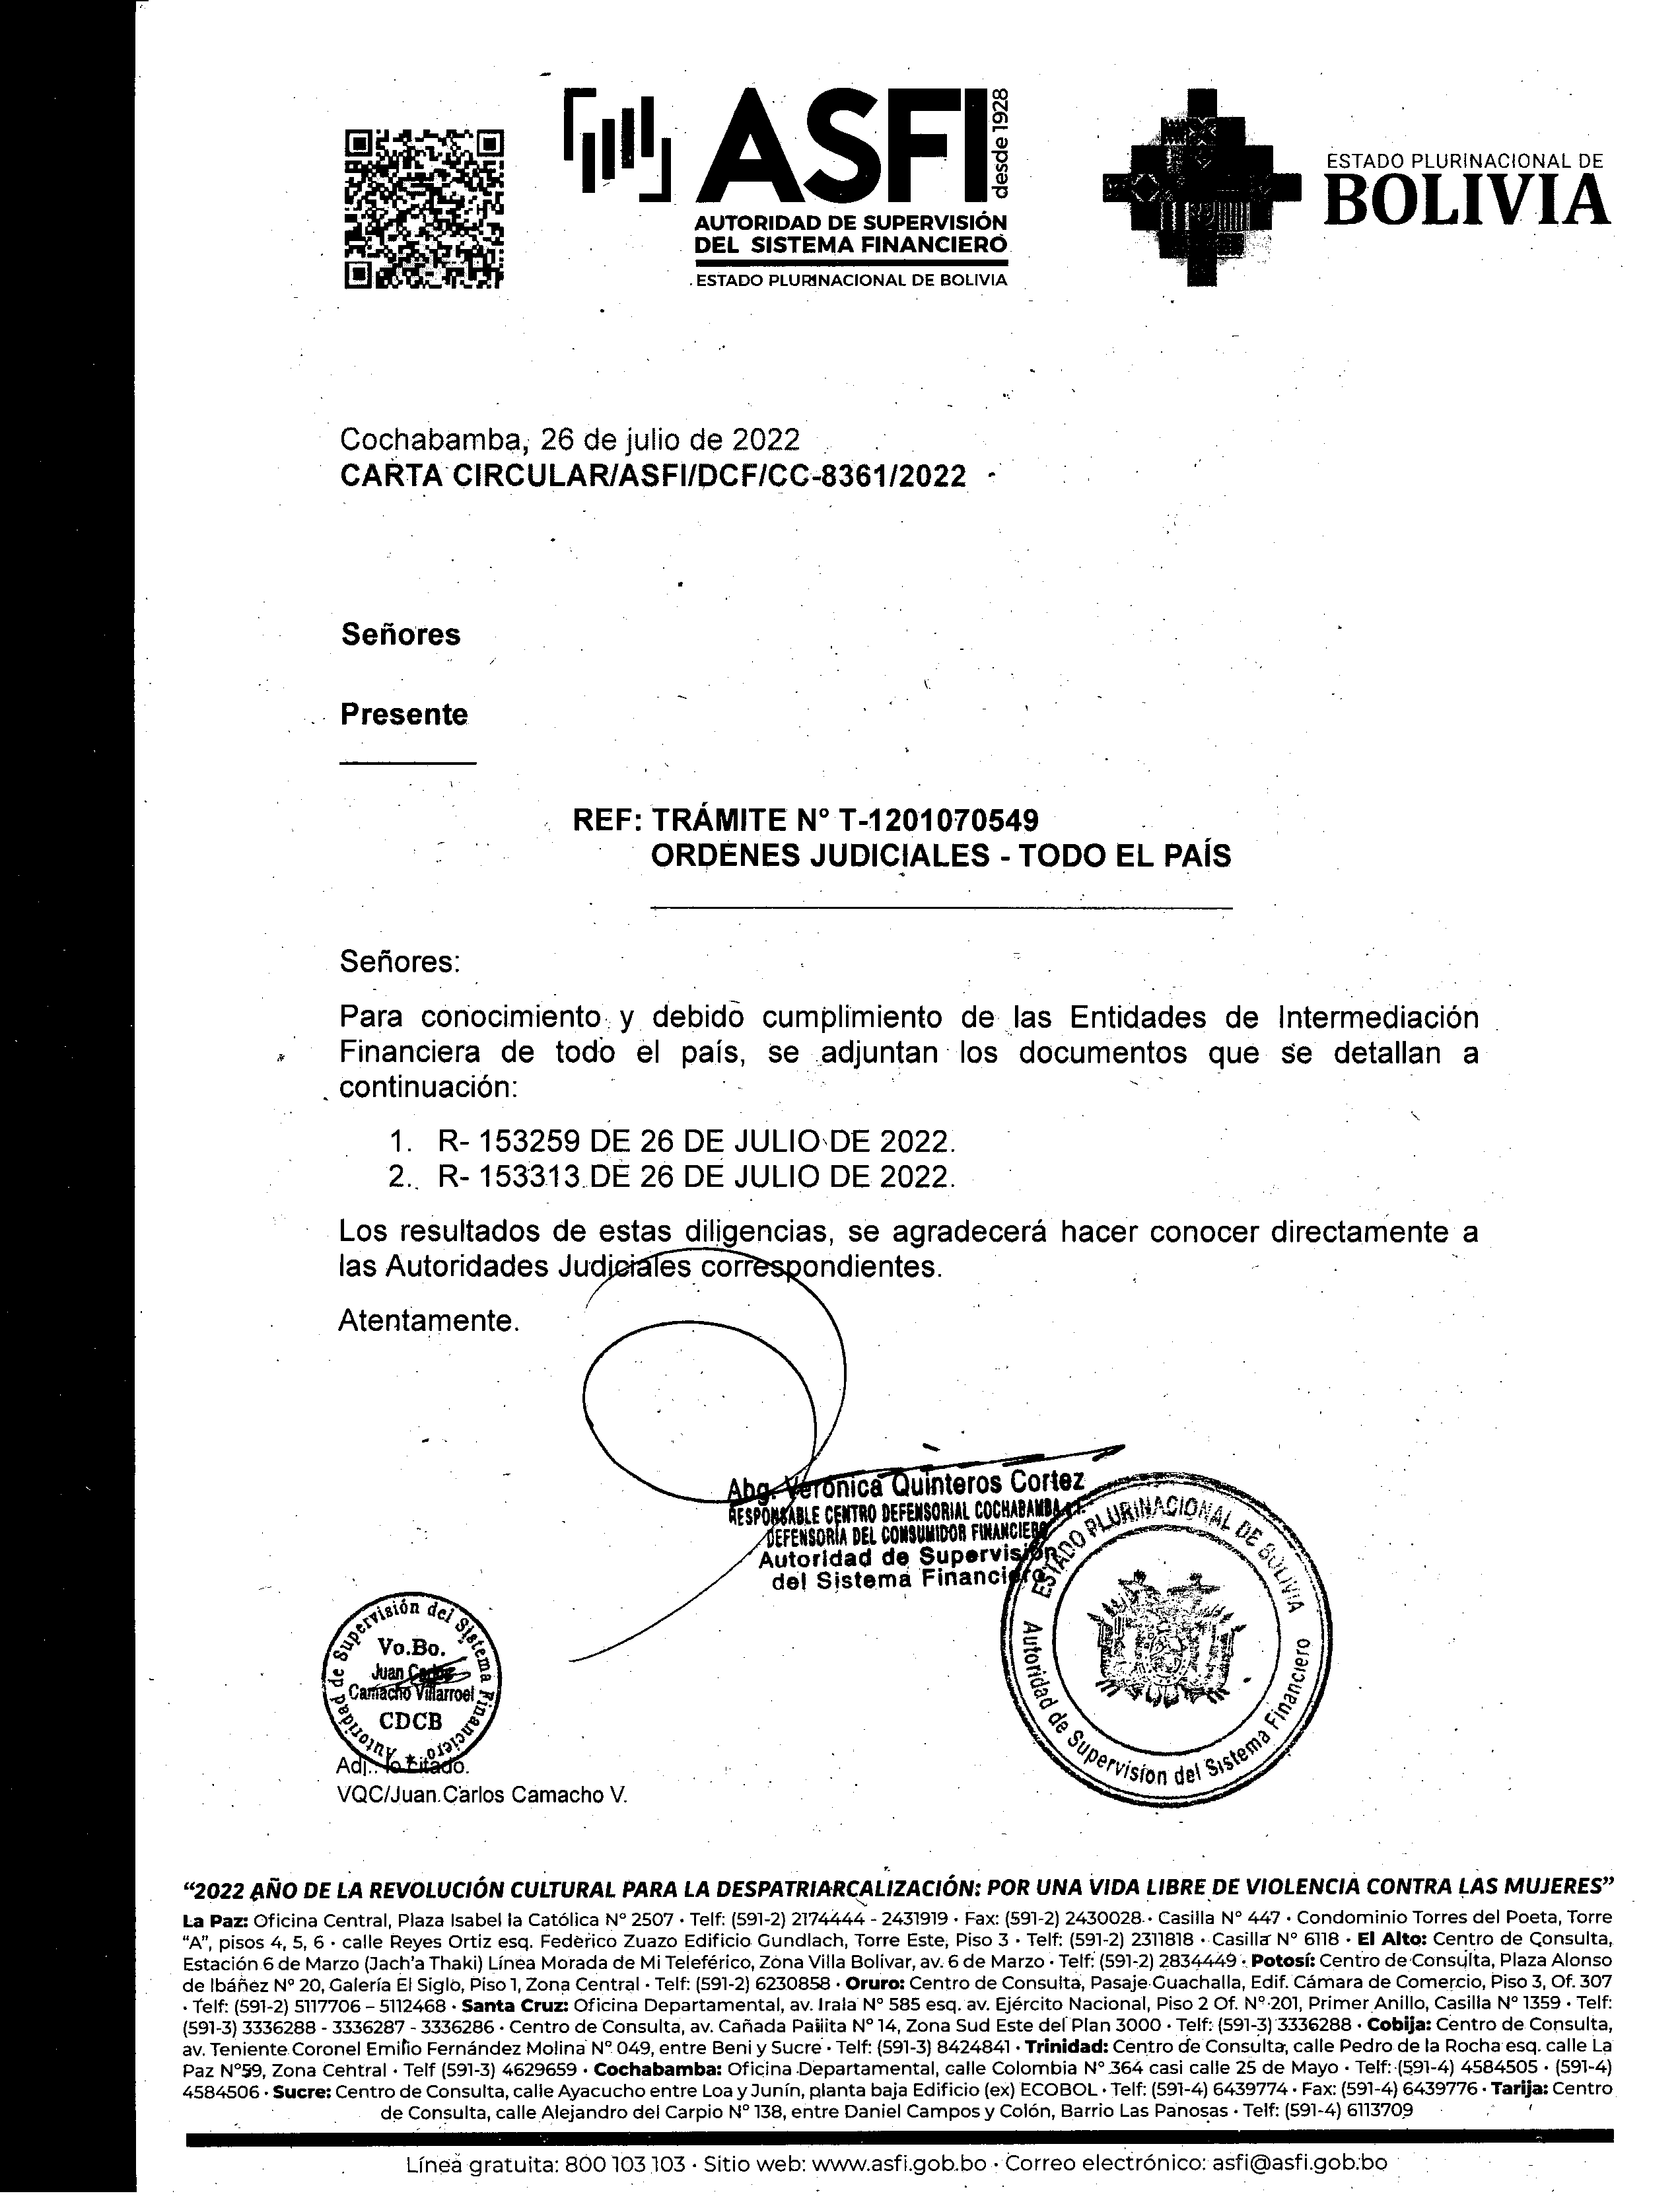 ASFI desde 1928
AUTORIDAD DE SUPERVISIÓN
DEL SISTEMA FINANCIERO
ESTADO PLURINACIONAL DE BOLIVIA
ESTADO PLURINACIONAL DE
BOLIVIA
Cochabamba, 26 de julio de 2022
CARTA CIRCULAR/ASFI/DCF/CC-8361/2022
Señores
Presente
REF: TRÁMITE Nº T-1201070549
ORDENES JUDICIALES - TODO EL PAÍS
Señores:
Para conocimiento y debido cumplimiento de las Entidades de Intermediación
Financiera de todo el país, se adjuntan los documentos que se detallan a
continuación:
1. R- 153259 DE 26 DE JULIO DE 2022.
2. R- 153313 DE 26 DE JULIO DE 2022.
Los resultados de estas diligencias, se agradecerá hacer conocer directamente a
las Autoridades Judiciales correspondientes.
Atentamente.
Abg. Verónica Quinteros Cortez
RESPONSABLE CENTRO DEFENSORIAL COCHABAMBA
DEFENSORÍA DEL CONSUMIDOR FINANCIERO
Autoridad de Supervisión
del Sistema Financiero
ESTADO PLURINACIONAL DE BOLIVIA
Autoridad de Supervision del Sistema Financiero
Autoridad de Supervisión del Sistema Financiero
Vo.Bo.
Juan Carlos
Camacho Villarroel
CDCB
Adj.: lo citado.
VQC/Juan Carlos Camacho V.
“2022 AÑO DE LA REVOLUCIÓN CULTURAL PARA LA DESPATRIARCALIZACIÓN: POR UNA VIDA LIBRE DE VIOLENCIA CONTRA LAS MUJERES”
La Paz: Oficina Central, Plaza Isabel la Católica Nº 2507 · Telf: (591-2) 2174444 - 2431919 · Fax: (591-2) 2430028 · Casilla Nº 447 · Condominio Torres del Poeta, Torre
“A”, pisos 4, 5, 6 · calle Reyes Ortiz esq. Federico Zuazo Edificio Gundlach, Torre Este, Piso 3 · Telf: (591-2) 2311818 · Casilla Nº 6118 · El Alto: Centro de Consulta,
Estación 6 de Marzo (Jach’a Thaki) Línea Morada de Mi Teleférico, Zona Villa Bolivar, av. 6 de Marzo · Telf: (591-2) 2834449 · Potosí: Centro de Consulta, Plaza Alonso
de Ibáñez Nº 20, Galería El Siglo, Piso 1, Zona Central · Telf: (591-2) 6230858 · Oruro: Centro de Consulta, Pasaje Guachalla, Edif. Cámara de Comercio, Piso 3, Of. 307
· Telf: (591-2) 5117706 – 5112468 · Santa Cruz: Oficina Departamental, av. Irala Nº 585 esq. av. Ejército Nacional, Piso 2 Of. Nº 201, Primer Anillo, Casilla Nº 1359 · Telf:
(591-3) 3336288 - 3336287 - 3336286 · Centro de Consulta, av. Cañada Pailita Nº 14, Zona Sud Este del Plan 3000 · Telf: (591-3) 3336288 · Cobija: Centro de Consulta,
av. Teniente Coronel Emilio Fernández Molina Nº 049, entre Beni y Sucre · Telf: (591-3) 8424841 · Trinidad: Centro de Consulta, calle Pedro de la Rocha esq. calle La
Paz Nº59, Zona Central · Telf (591-3) 4629659 · Cochabamba: Oficina Departamental, calle Colombia Nº 364 casi calle 25 de Mayo · Telf: (591-4) 4584505 · (591-4)
4584506 · Sucre: Centro de Consulta, calle Ayacucho entre Loa y Junín, planta baja Edificio (ex) ECOBOL · Telf: (591-4) 6439774 · Fax: (591-4) 6439776 · Tarija: Centro
de Consulta, calle Alejandro del Carpio Nº 138, entre Daniel Campos y Colón, Barrio Las Panosas · Telf: (591-4) 6113709
Línea gratuita: 800 103 103 · Sitio web: www.asfi.gob.bo · Correo electrónico: asfi@asfi.gob.bo